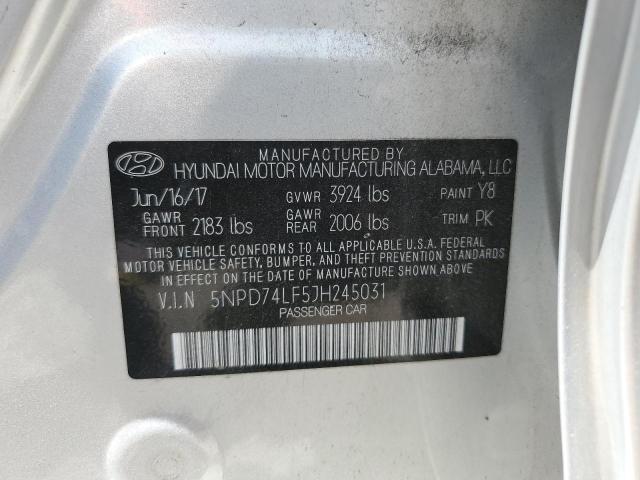 MANUFACTURED BY
HYUNDAI MOTOR MANUFACTURING ALABAMA, LLC
Jun/16/17 GVWR 3924 lbs PAINT Y8
GAWR FRONT 2183 lbs GAWR REAR 2006 lbs TRIM PK
THIS VEHICLE CONFORMS TO ALL APPLICABLE U.S.A. FEDERAL
MOTOR VEHICLE SAFETY, BUMPER, AND THEFT PREVENTION STANDARDS
IN EFFECT ON THE DATE OF MANUFACTURE SHOWN ABOVE.
V.I.N 5NPD74LF5JH245031
PASSENGER CAR